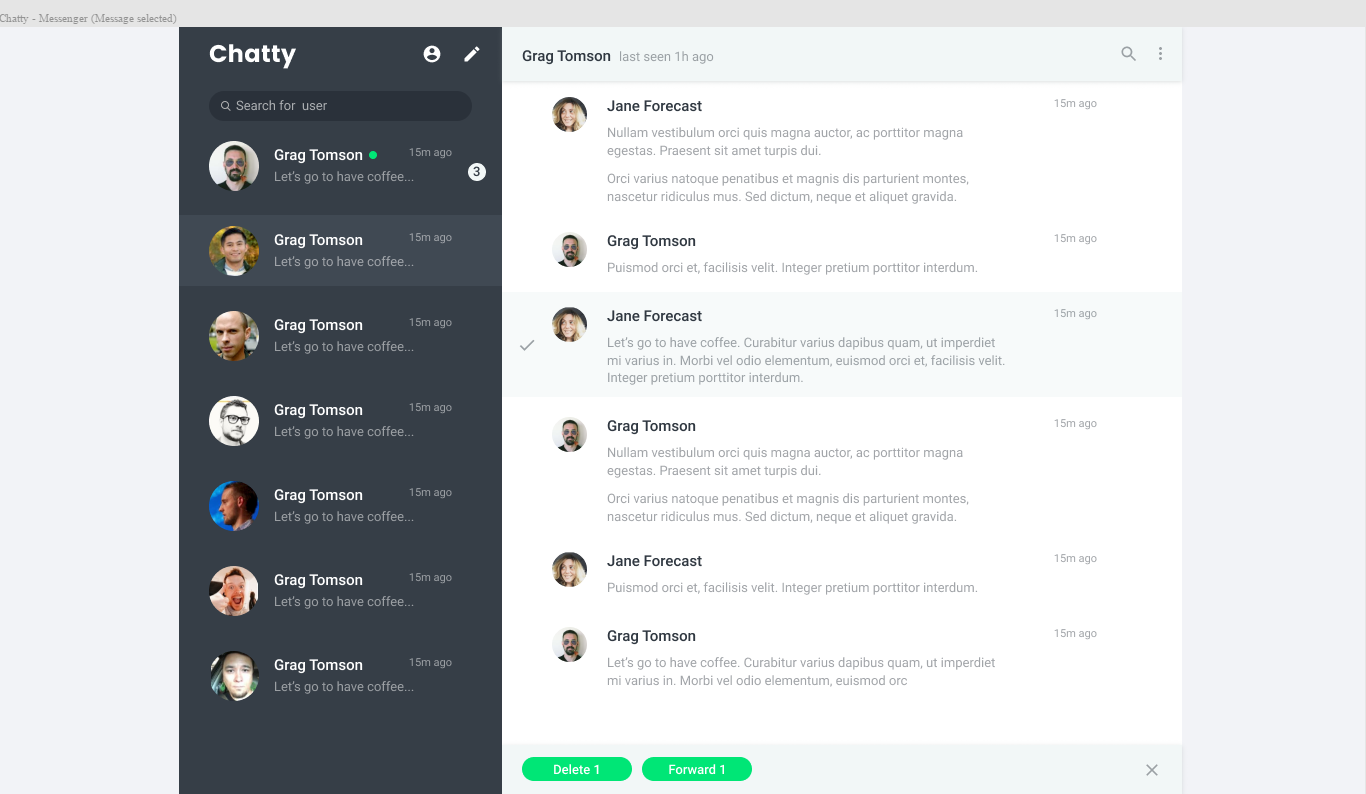 Chatty - Messenger (Message selected)
Chatty
Search for  user
Grag Tomson
15m ago
Let's go to have coffee...
3
Grag Tomson
15m ago
Let's go to have coffee...
Grag Tomson
15m ago
Let's go to have coffee...
Grag Tomson
15m ago
Let's go to have coffee...
Grag Tomson
15m ago
Let's go to have coffee...
Grag Tomson
15m ago
Let's go to have coffee...
Grag Tomson
15m ago
Let's go to have coffee...
Grag Tomson last seen 1h ago
Jane Forecast
15m ago
Nullam vestibulum orci quis magna auctor, ac porttitor magna
egestas. Praesent sit amet turpis dui.
Orci varius natoque penatibus et magnis dis parturient montes,
nascetur ridiculus mus. Sed dictum, neque et aliquet gravida.
Grag Tomson
15m ago
Puismod orci et, facilisis velit. Integer pretium porttitor interdum.
Jane Forecast
15m ago
Let's go to have coffee. Curabitur varius dapibus quam, ut imperdiet
mi varius in. Morbi vel odio elementum, euismod orci et, facilisis velit.
Integer pretium porttitor interdum.
Grag Tomson
15m ago
Nullam vestibulum orci quis magna auctor, ac porttitor magna
egestas. Praesent sit amet turpis dui.
Orci varius natoque penatibus et magnis dis parturient montes,
nascetur ridiculus mus. Sed dictum, neque et aliquet gravida.
Jane Forecast
15m ago
Puismod orci et, facilisis velit. Integer pretium porttitor interdum.
Grag Tomson
15m ago
Let's go to have coffee. Curabitur varius dapibus quam, ut imperdiet
mi varius in. Morbi vel odio elementum, euismod orc
Delete 1
Forward 1